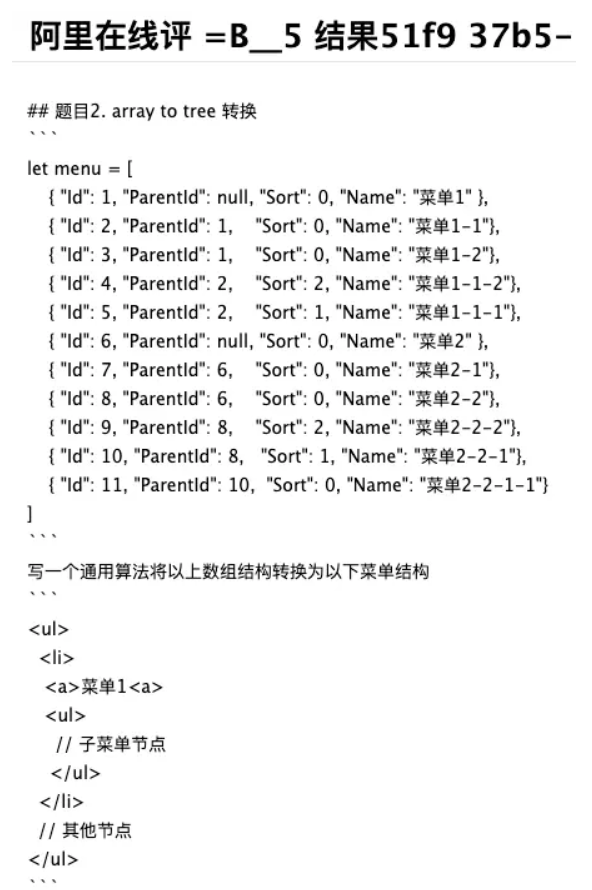 阿里在线评 =B__5 结果51f9 37b5-
## 题目2. array to tree 转换
```
let menu = [
{ "Id": 1, "ParentId": null, "Sort": 0, "Name": "菜单1" },
{ "Id": 2, "ParentId": 1, "Sort": 0, "Name": "菜单1-1"},
{ "Id": 3, "ParentId": 1, "Sort": 0, "Name": "菜单1-2"},
{ "Id": 4, "ParentId": 2, "Sort": 2, "Name": "菜单1-1-2"},
{ "Id": 5, "ParentId": 2, "Sort": 1, "Name": "菜单1-1-1"},
{ "Id": 6, "ParentId": null, "Sort": 0, "Name": "菜单2" },
{ "Id": 7, "ParentId": 6, "Sort": 0, "Name": "菜单2-1"},
{ "Id": 8, "ParentId": 6, "Sort": 0, "Name": "菜单2-2"},
{ "Id": 9, "ParentId": 8, "Sort": 2, "Name": "菜单2-2-2"},
{ "Id": 10, "ParentId": 8, "Sort": 1, "Name": "菜单2-2-1"},
{ "Id": 11, "ParentId": 10, "Sort": 0, "Name": "菜单2-2-1-1"}
]
```
写一个通用算法将以上数组结构转换为以下菜单结构
```
<ul>
<li>
<a>菜单1<a>
<ul>
// 子菜单节点
</ul>
</li>
// 其他节点
</ul>
```